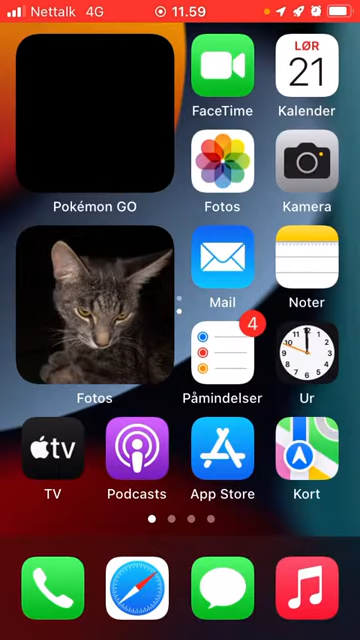 Nettalk 4G 11.59
LØR
21
FaceTime
Kalender
Pokémon GO
Fotos
Kamera
Mail
Noter
4
Fotos
Påmindelser
Ur
tv
TV
Podcasts
App Store
Kort